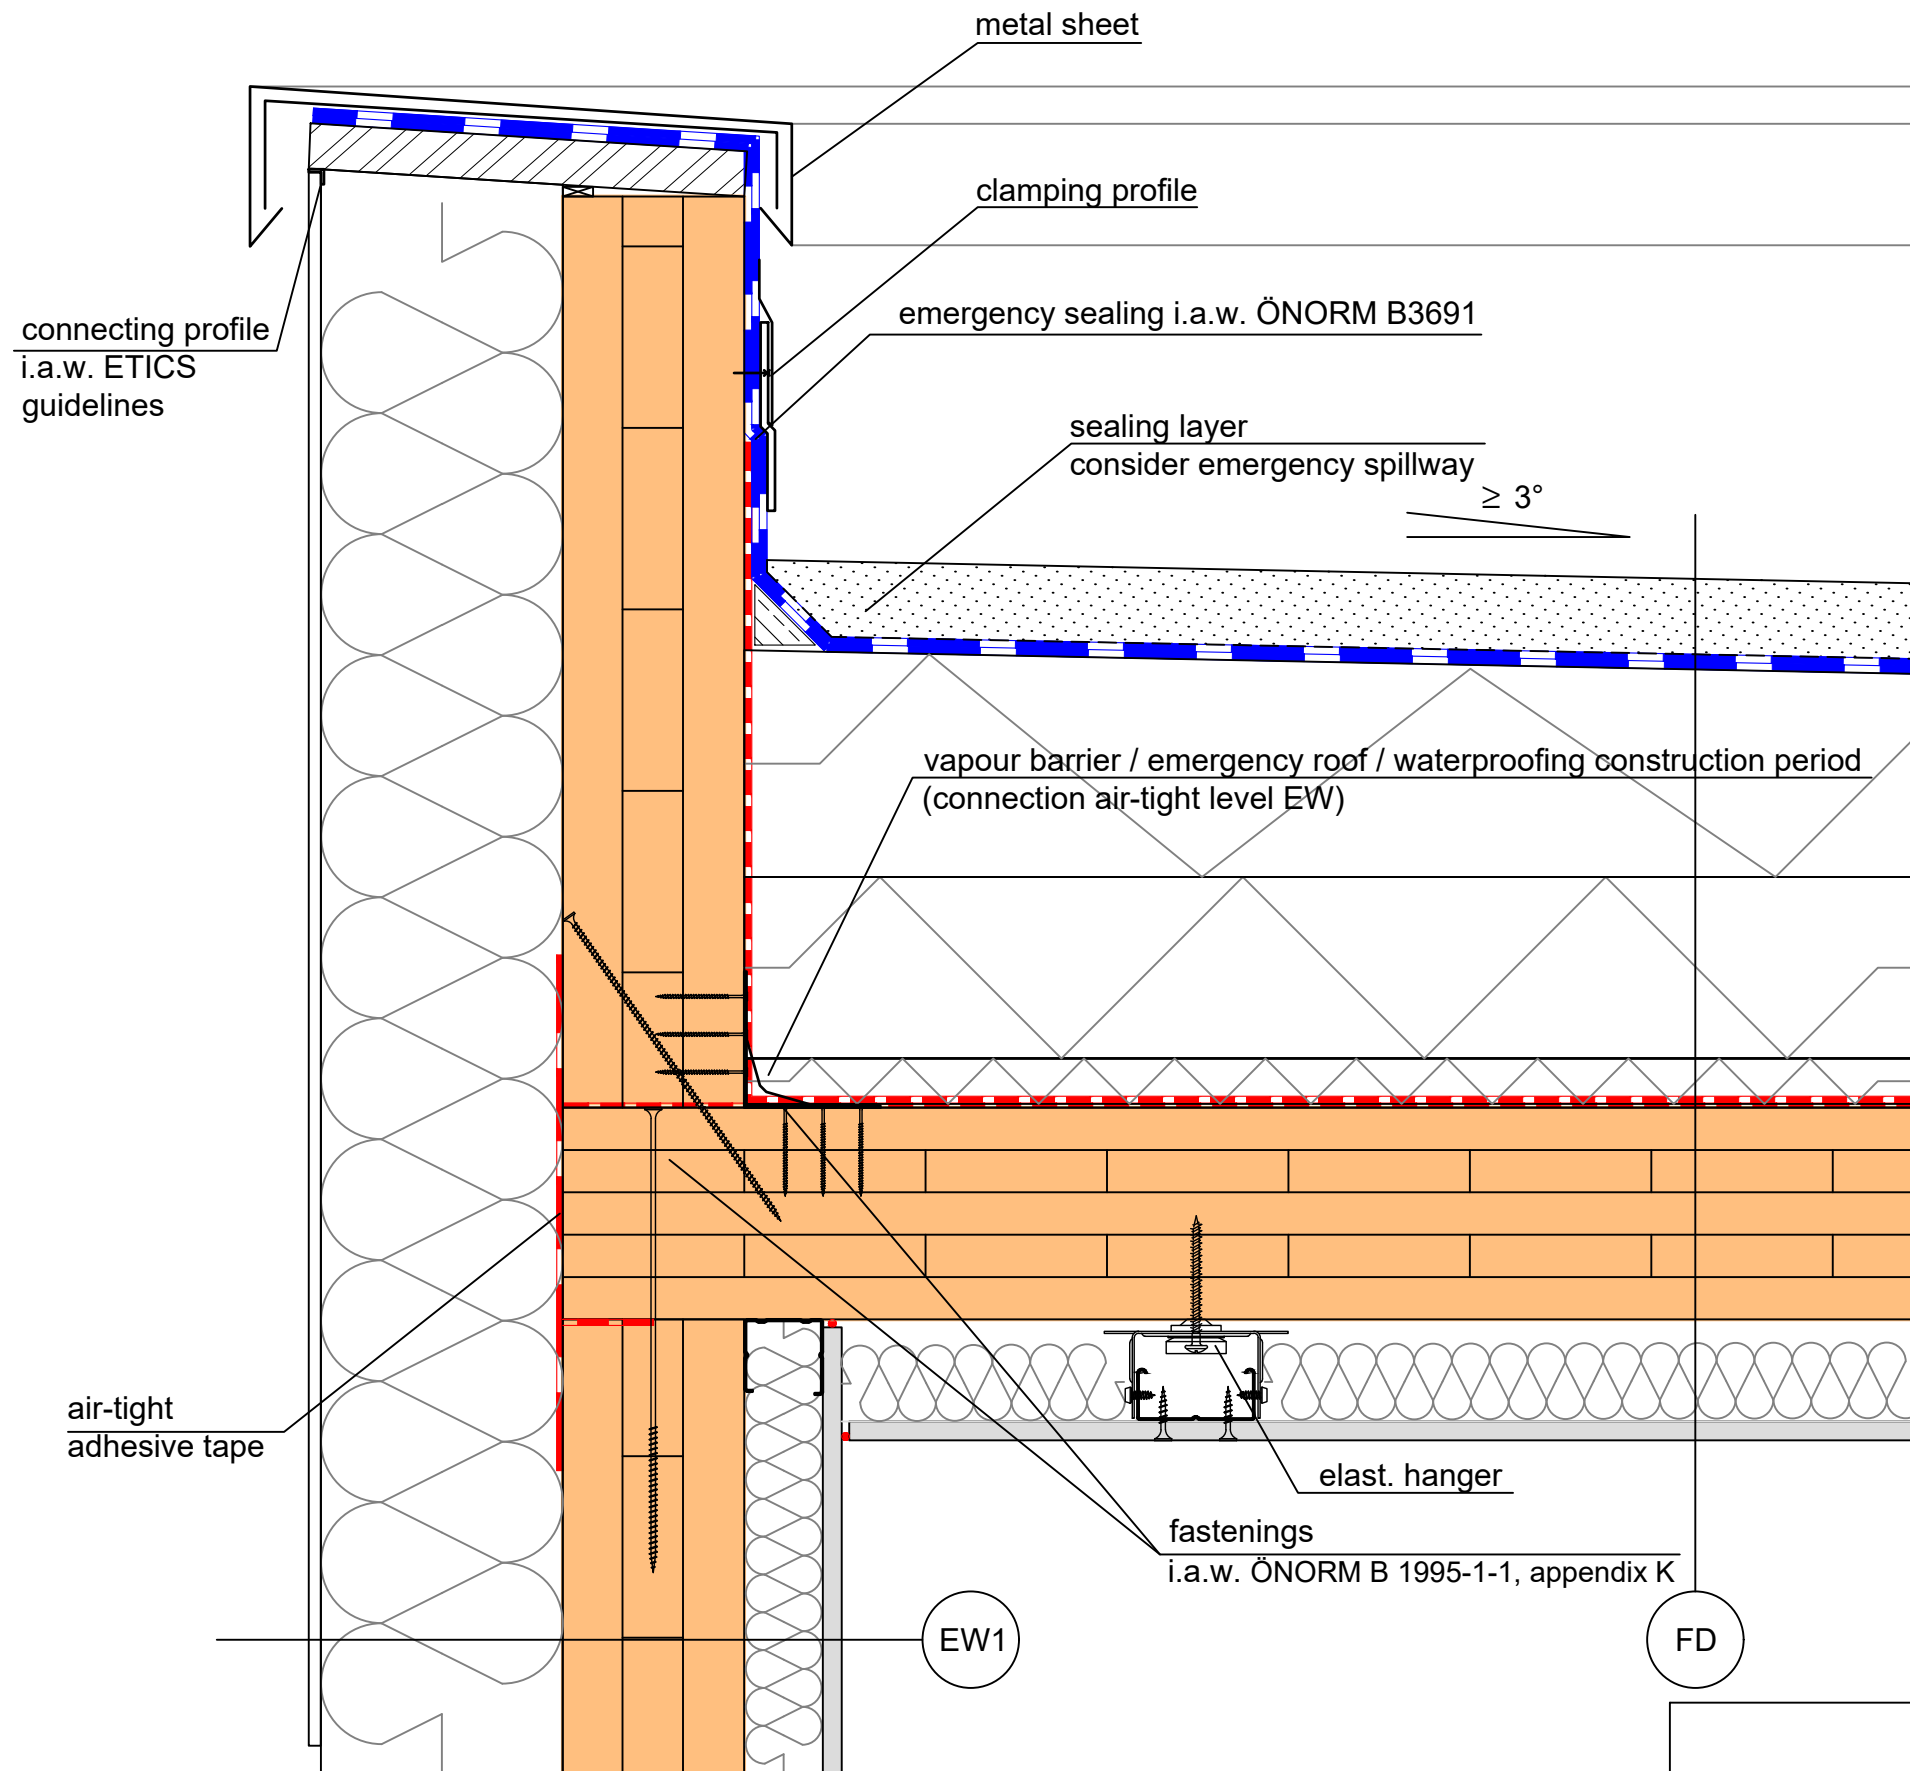 metal sheet
clamping profile
emergency sealing i.a.w. ÖNORM B3691
connecting profile
i.a.w. ETICS
guidelines
sealing layer
consider emergency spillway
≥ 3°
vapour barrier / emergency roof / waterproofing construction period
(connection air-tight level EW)
air-tight
adhesive tape
elast. hanger
fastenings
i.a.w. ÖNORM B 1995-1-1, appendix K
EW1
FD